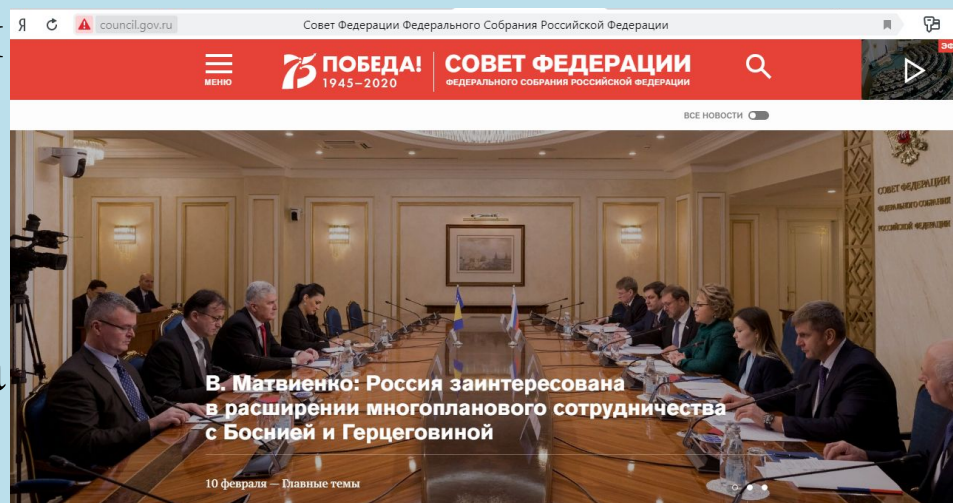 Я council.gov.ru Совет Федерации Федерального Собрания Российской Федерации
МЕНЮ
75 ПОБЕДА!
1945–2020
СОВЕТ ФЕДЕРАЦИИ
ФЕДЕРАЛЬНОГО СОБРАНИЯ РОССИЙСКОЙ ФЕДЕРАЦИИ
ВСЕ НОВОСТИ
СОВЕТ ФЕДЕРАЦИИ
ФЕДЕРАЛЬНОГО СОБРАНИЯ
РОССИЙСКОЙ ФЕДЕРАЦИИ
В. Матвиенко: Россия заинтересована
в расширении многопланового сотрудничества
с Боснией и Герцеговиной
10 февраля — Главные темы